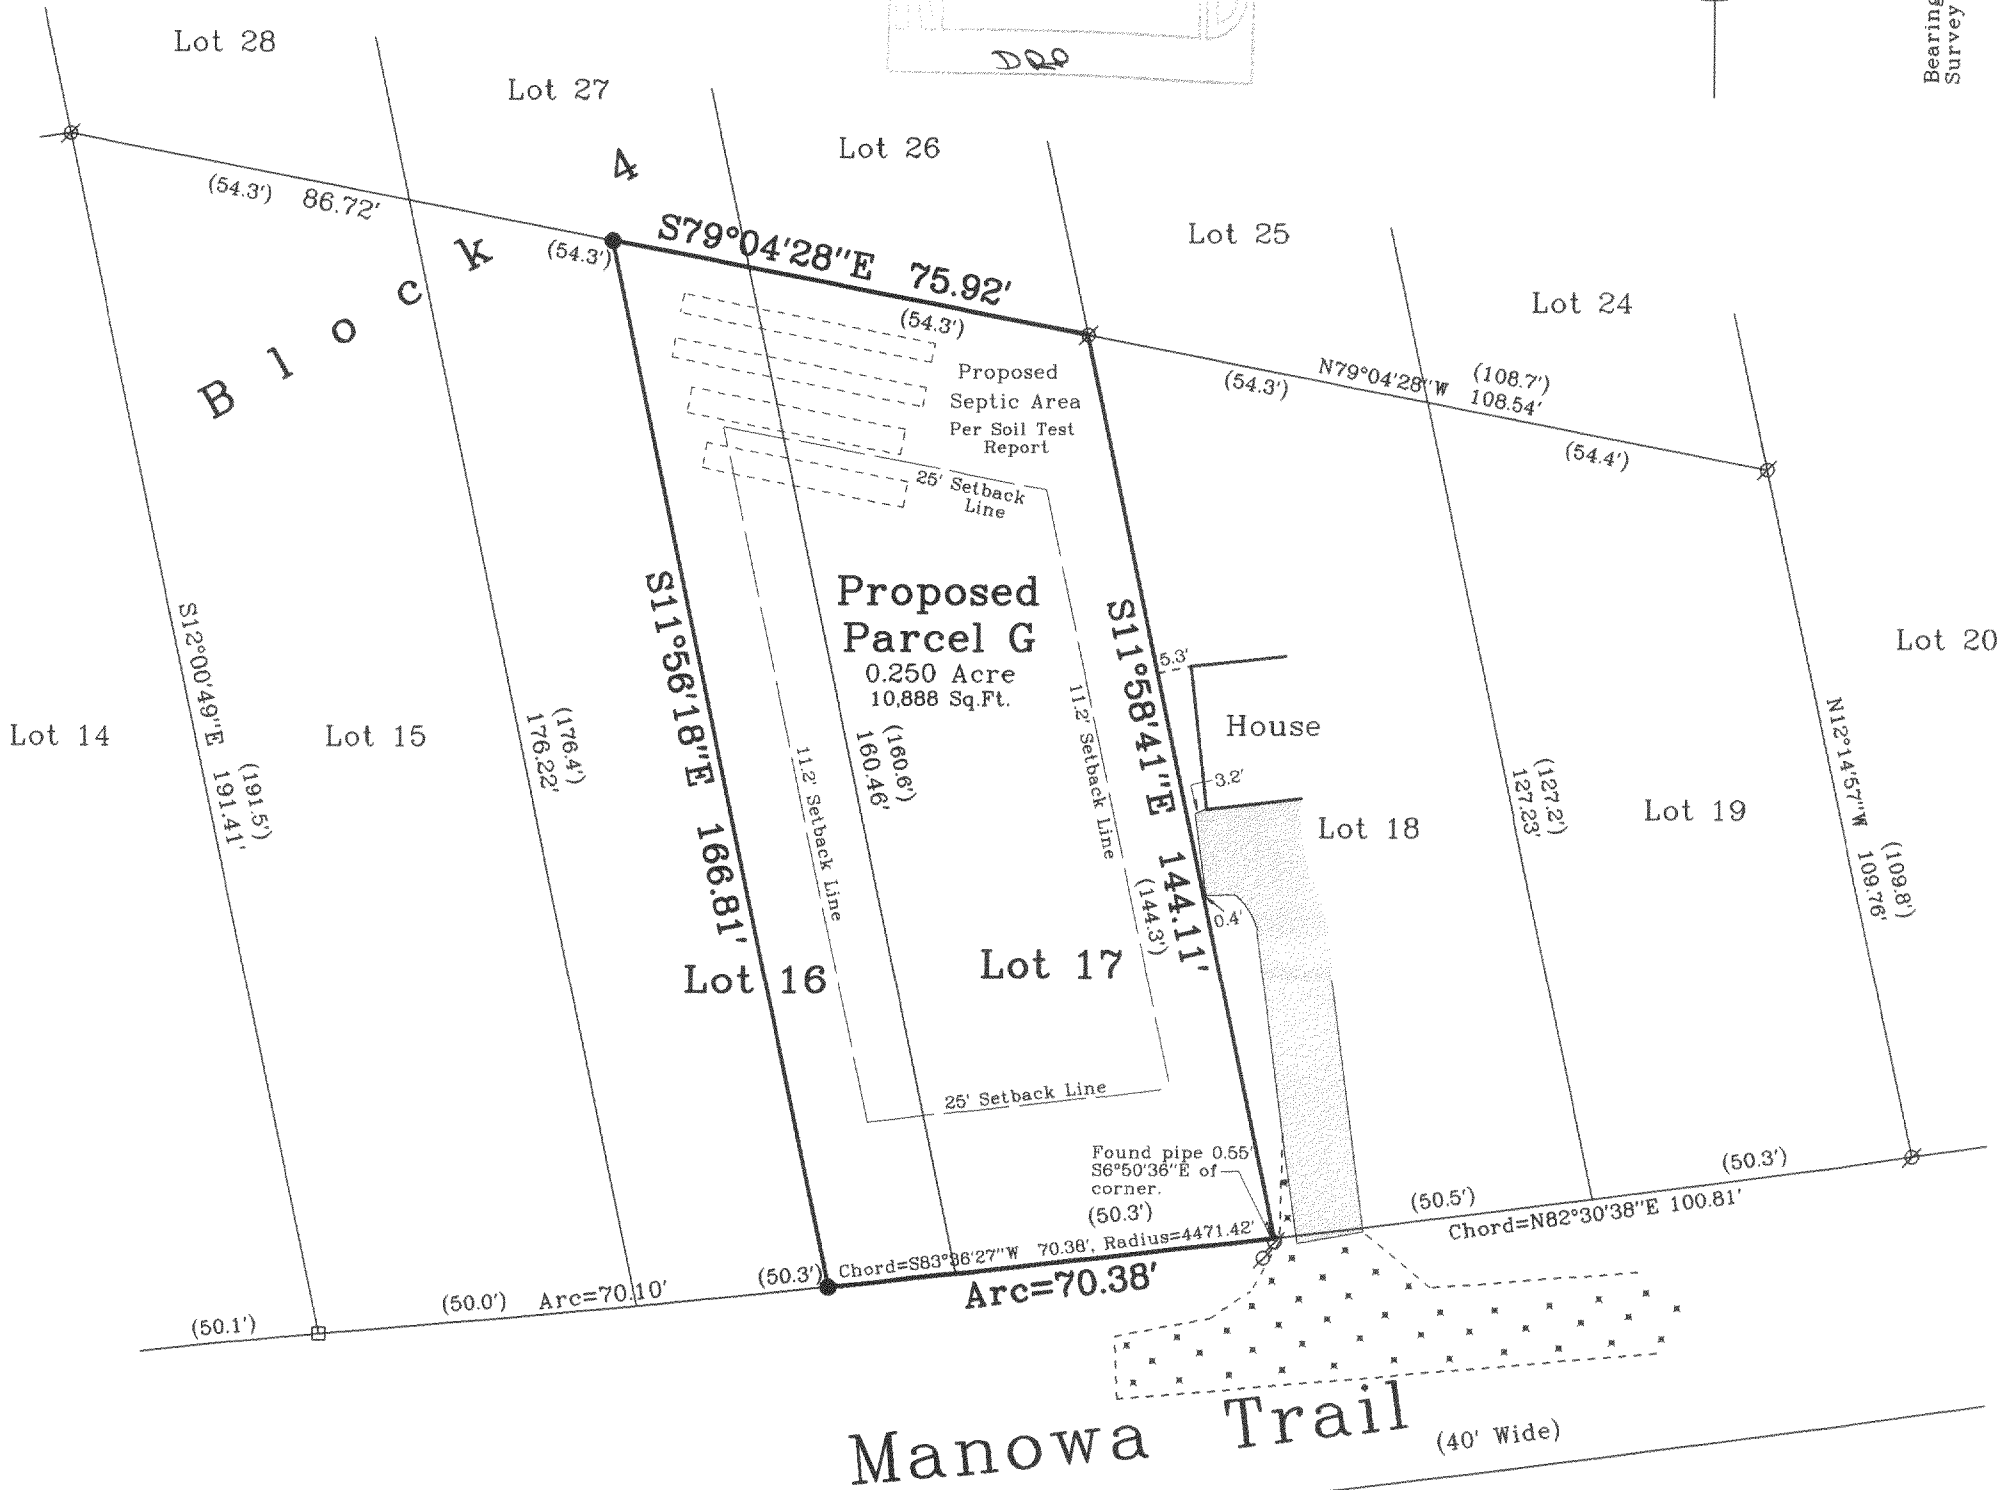 Lot 28
Lot 27
DRD
Bearing
Survey
Lot 26
Lot 25
Lot 24
Block 4
(54.3') 86.72'
(54.3')
S79°04'28"E 75.92'
(54.3')
(54.3')
N79°04'28"W (108.7')
108.54'
(54.4')
Proposed
Septic Area
Per Soil Test
Report
25' Setback
Line
Proposed
Parcel G
0.250 Acre
10,888 Sq.Ft.
Lot 14
S12°00'49"E 191.41'
(191.5')
Lot 15
(176.4')
176.22'
S11°56'18"E 166.81'
11.2' Setback Line
(160.6')
160.46'
11.2' Setback Line
S11°58'41"E 144.11'
(144.3')
5.3'
House
3.2'
0.4'
Lot 16
Lot 17
Lot 18
(127.2')
127.23'
Lot 19
N12°14'57"W 109.76'
(109.8')
Lot 20
25' Setback Line
Found pipe 0.55'
S6°50'36"E of
corner.
(50.3')
Chord=S83°36'27"W 70.38', Radius=4471.42'
Arc=70.38'
(50.1')
(50.0') Arc=70.10'
(50.3')
(50.5')
(50.3')
Chord=N82°30'38"E 100.81'
Manowa Trail
(40' Wide)